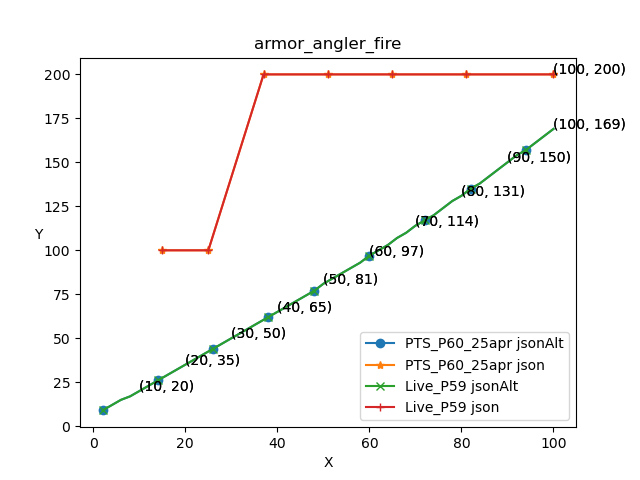 armor_angler_fire
200
175
150
125
100
75
50
25
0
Y
(100, 200)
(100, 169)
(90, 150)
(80, 131)
(70, 114)
(60, 97)
(50, 81)
(40, 65)
(30, 50)
(20, 35)
(10, 20)
PTS_P60_25apr jsonAlt
PTS_P60_25apr json
Live_P59 jsonAlt
Live_P59 json
0 20 40 60 80 100
X